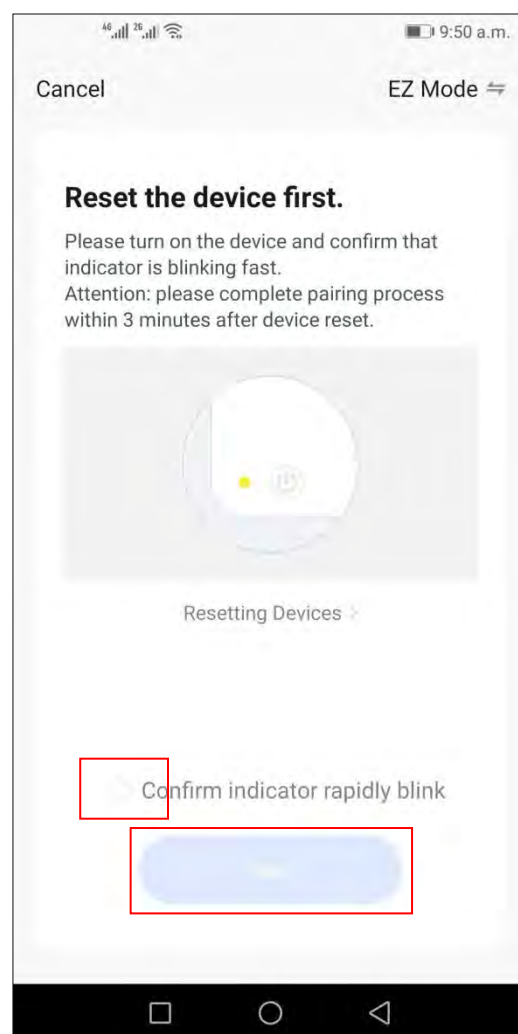 4G 2G 9:50 a.m.
Cancel EZ Mode
Reset the device first.
Please turn on the device and confirm that
indicator is blinking fast.
Attention: please complete pairing process
within 3 minutes after device reset.
Resetting Devices >
Confirm indicator rapidly blink